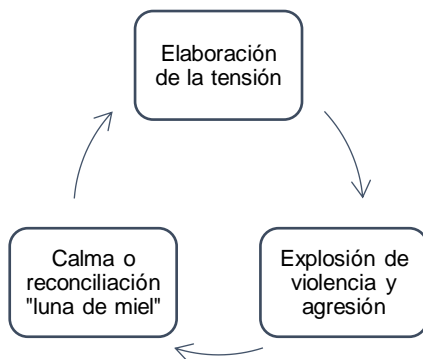 Elaboración
de la tensión
Explosión de
violencia y
agresión
Calma o
reconciliación
"luna de miel"